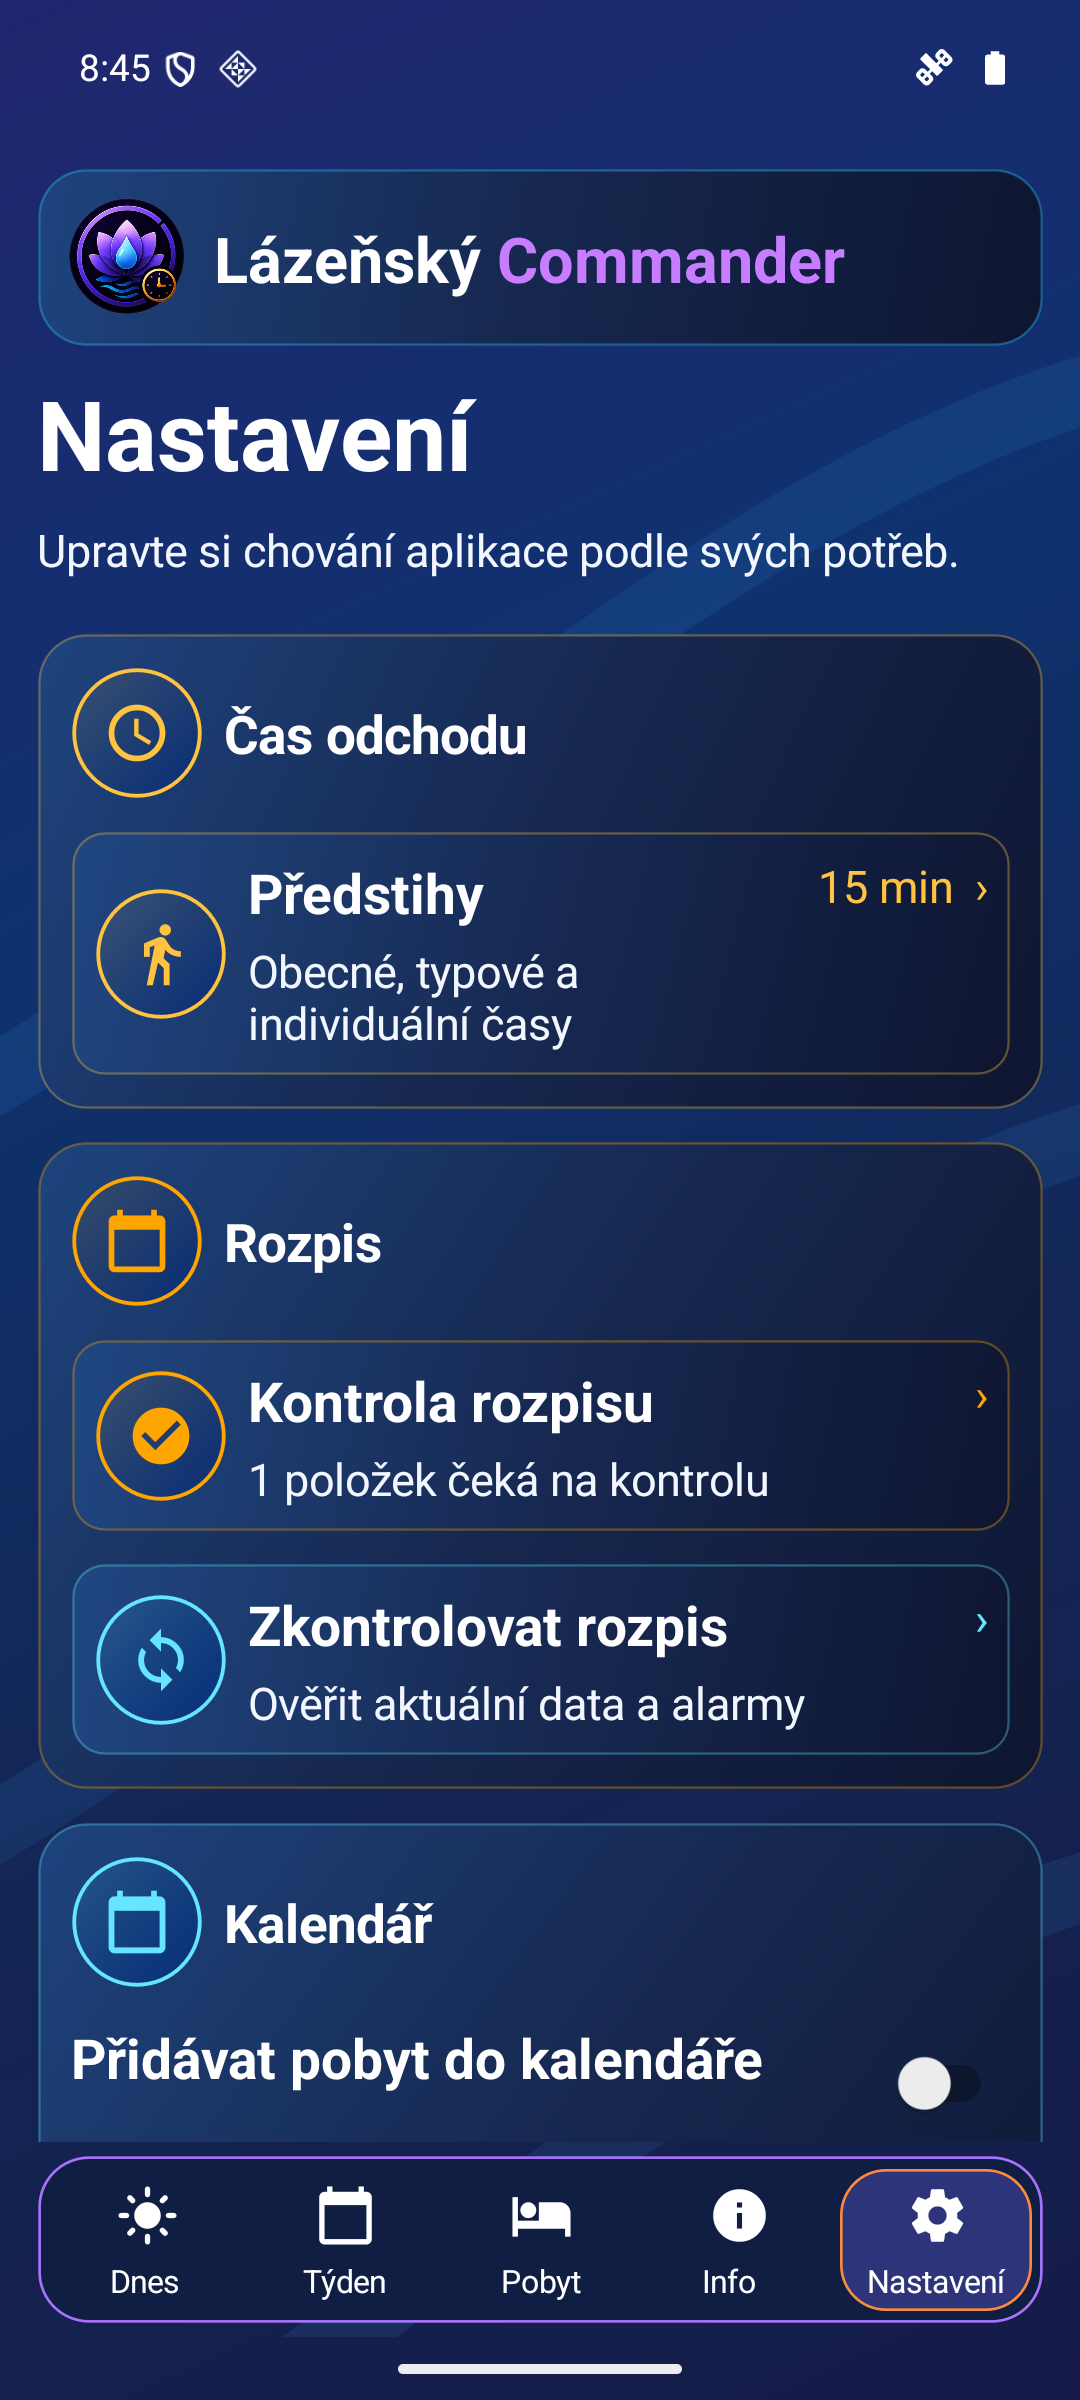 8:45
Lázeňský Commander
Nastavení
Upravte si chování aplikace podle svých potřeb.
Čas odchodu
Předstihy
15 min ›
Obecné, typové a
individuální časy
Rozpis
Kontrola rozpisu ›
1 položek čeká na kontrolu
Zkontrolovat rozpis ›
Ověřit aktuální data a alarmy
Kalendář
Přidávat pobyt do kalendáře
Dnes
Týden
Pobyt
Info
Nastavení